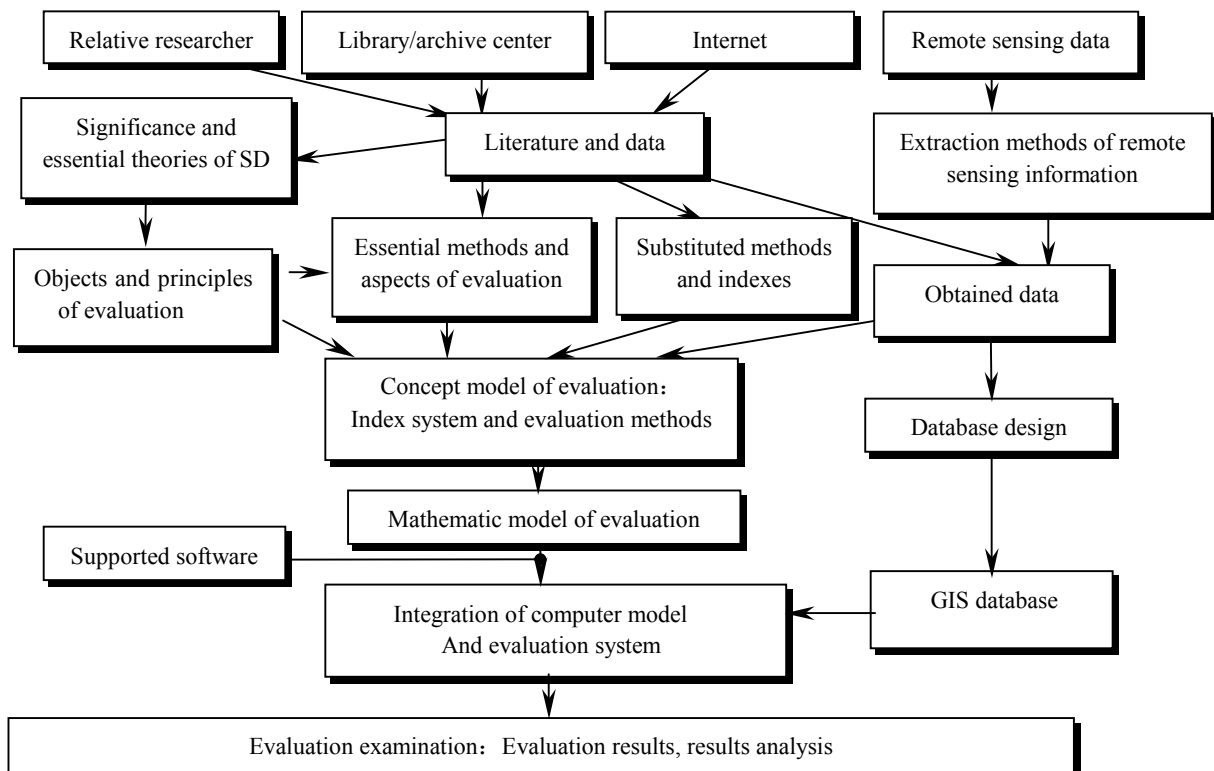 Relative researcher
Library/archive center
Internet
Remote sensing data
Significance and
essential theories of SD
Literature and data
Extraction methods of remote
sensing information
Objects and principles
of evaluation
Essential methods and
aspects of evaluation
Substituted methods
and indexes
Obtained data
Concept model of evaluation：
Index system and evaluation methods
Database design
Mathematic model of evaluation
Supported software
Integration of computer model
And evaluation system
GIS database
Evaluation examination：Evaluation results, results analysis